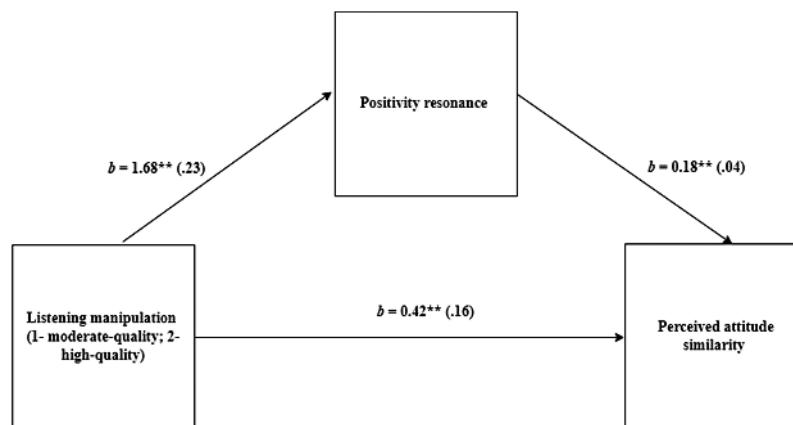 Positivity resonance
b = 1.68** (.23)
b = 0.18** (.04)
Listening manipulation
(1- moderate-quality; 2-
high-quality)
b = 0.42** (.16)
Perceived attitude
similarity